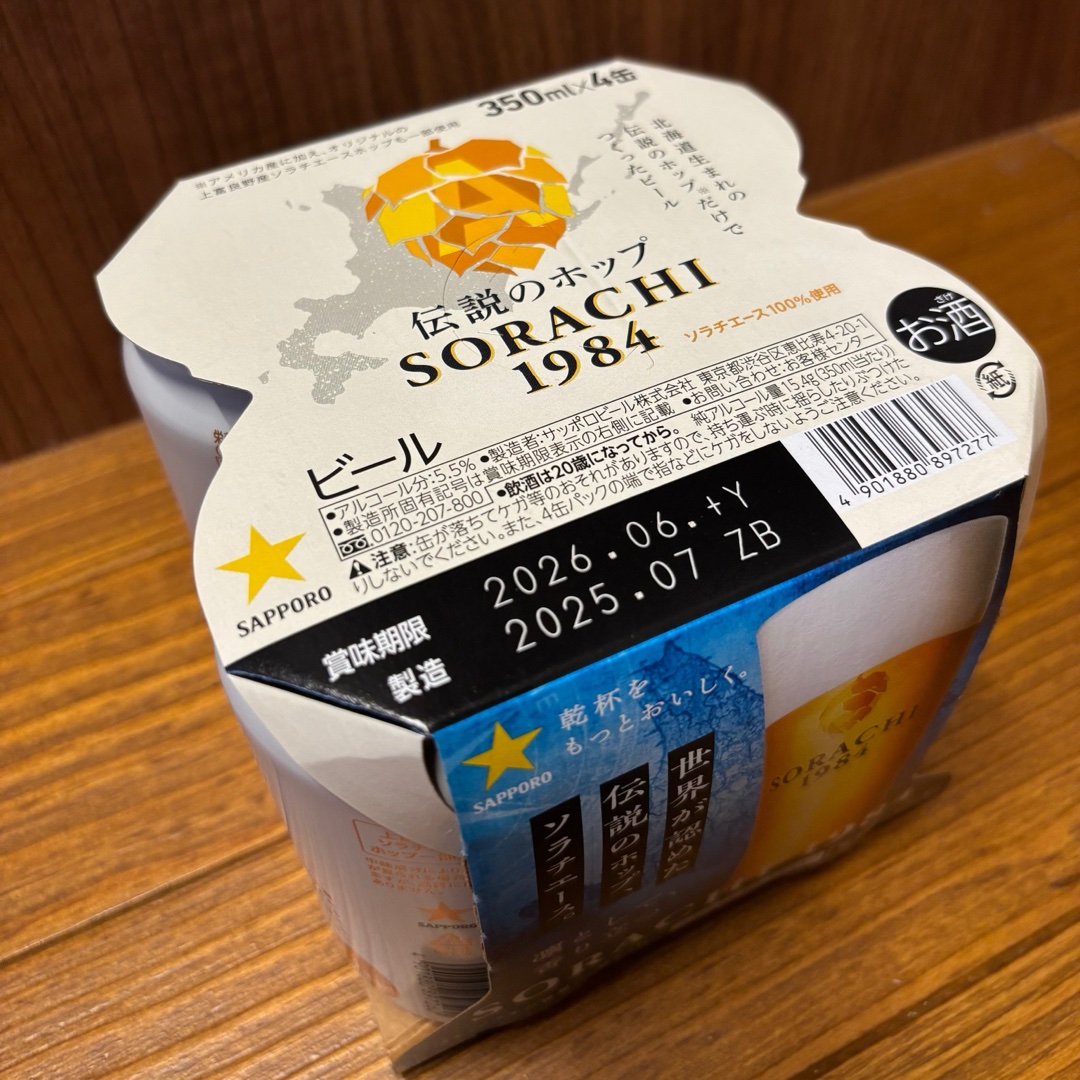 350ml×4缶
※アメリカ産に加え、オリジナルの
上富良野産ソラチエースホップも一部使用
北海道生まれの
伝説のホップ※だけで
つくったビール
伝説のホップ
SORACHI
1984
ソラチエース100%使用
さけ
お酒
紙
ビール
●アルコール分:5.5% ●製造者:サッポロビール株式会社 東京都渋谷区恵比寿4-20-1
●製造所固有記号は賞味期限表示の右側に記載 ●お問い合わせ:お客様センター
0120-207-800 ●飲酒は20歳になってから。 純アルコール量15.4g(350ml当たり)
注意:缶が落ちてケガ等のおそれがありますので、持ち運ぶ時に揺らしたりぶつけた
りしないでください。また、4缶パックの端で指などにケガをしないようご注意ください。
4 901880 897277
SAPPORO
賞味期限 2026.06.+Y
製造 2025.07 ZB
SAPPORO
乾杯を
もっとおいしく。
世界が認めた
伝説のホップ、
ソラチエース。
SORACHI
1984
SAPPORO